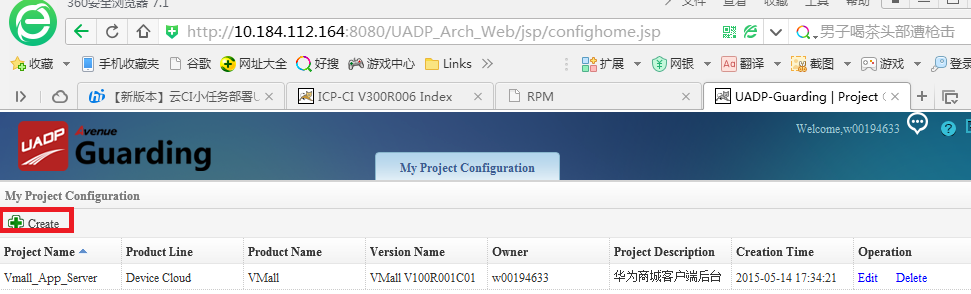 360安全浏览器 7.1
文件 查看 收藏 工具 帮助
http://10.184.112.164:8080/UADP_Arch_Web/jsp/confighome.jsp 男子喝茶头部遭枪击
收藏 手机收藏夹 谷歌 网址大全 好搜 游戏中心 Links >> 扩展 网银 翻译 截图 游戏 登录
【新版本】云CI小任务部署 ICP-CI V300R006 Index RPM UADP-Guarding | Project
UADP Avenue Guarding
Welcome,w00194633
My Project Configuration
My Project Configuration
Create
Project Name Product Line Product Name Version Name Owner Project Description Creation Time Operation
Vmall_App_Server Device Cloud VMall VMall V100R001C01 w00194633 华为商城客户端后台 2015-05-14 17:34:21 Edit Delete